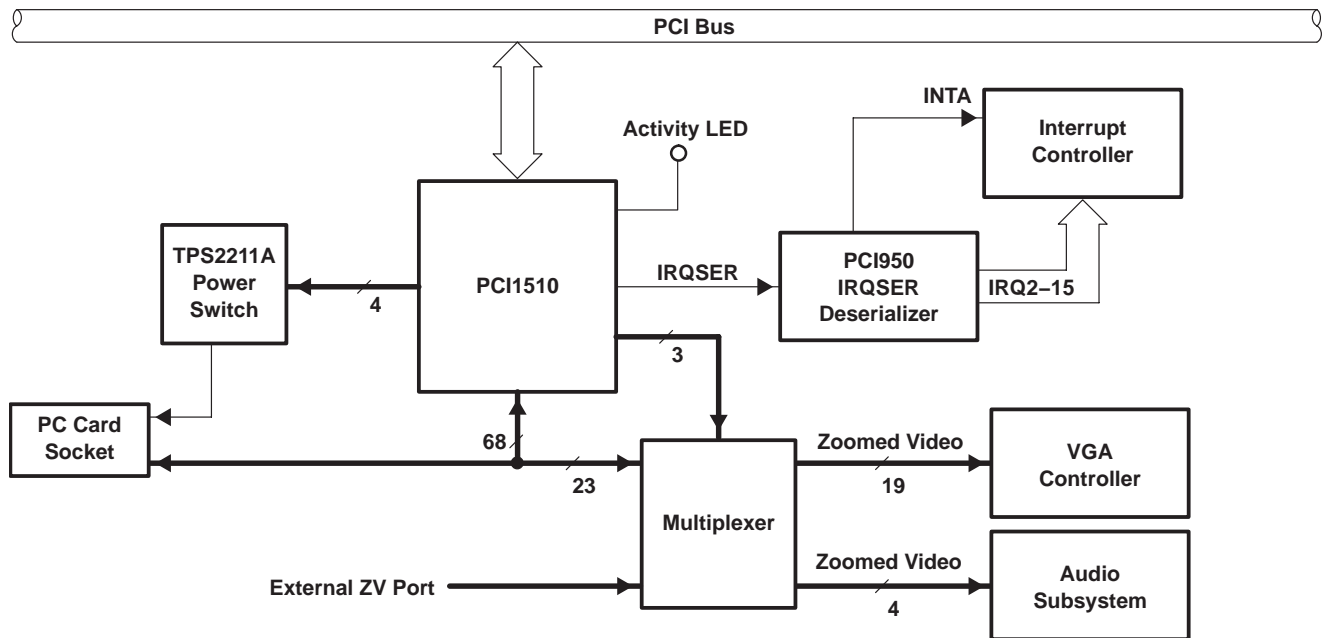 PCI Bus
INTA
Activity LED
Interrupt
Controller
TPS2211A
Power
Switch
4
PCI1510
IRQSER
PCI950
IRQSER
Deserializer
IRQ2–15
3
PC Card
Socket
68
23
Multiplexer
Zoomed Video
19
VGA
Controller
External ZV Port
Zoomed Video
4
Audio
Subsystem